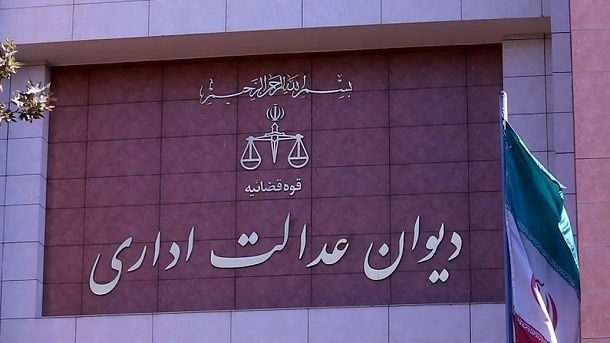 بسم الله الرحمن الرحیم
قوه قضائیه
دیوان عدالت اداری